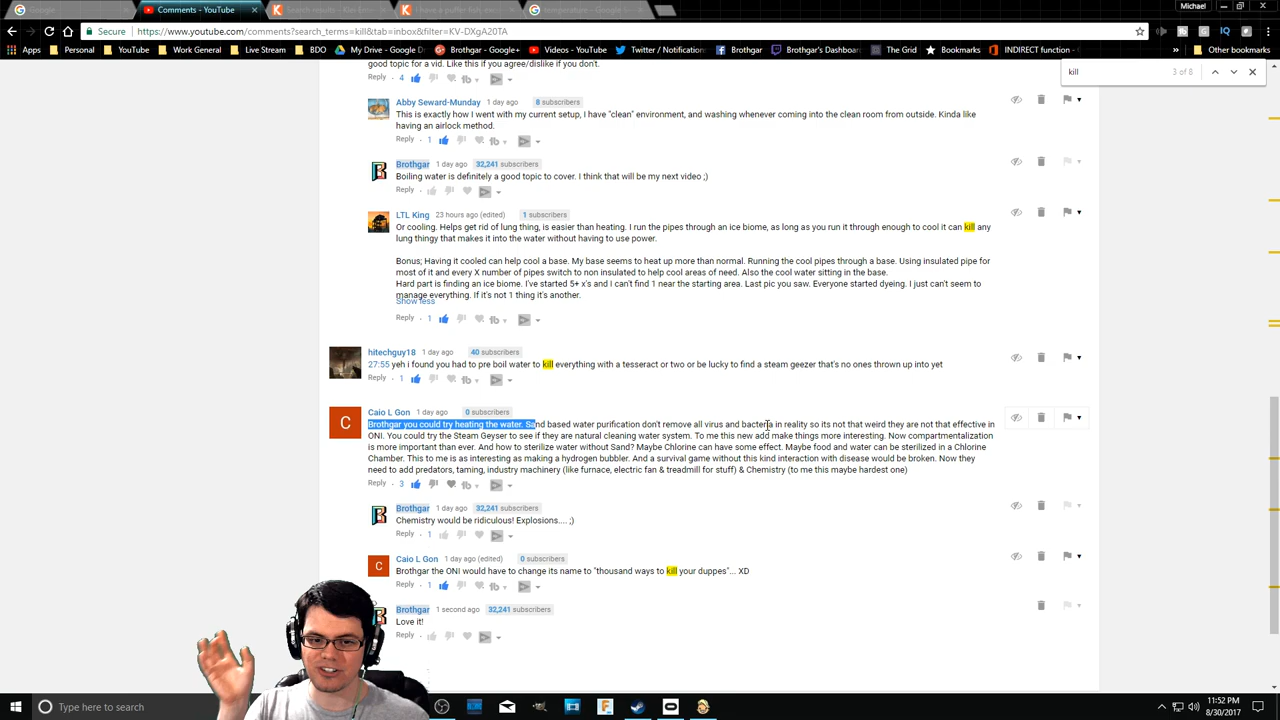 Google
Comments - YouTube
Search results - Klei Ente
I have a puffer fish, exc
temperature - Google
Michael
Secure
https://www.youtube.com/comments?search_terms=kill&tab=inbox&filter=KV-DXgA20TA
Apps
Personal
YouTube
Work General
Live Stream
BDO
My Drive - Google D
Brothgar - Google+
Videos - YouTube
Twitter / Notification
Brothgar
Brothgar's Dashboard
The Grid
Bookmarks
INDIRECT function -
Other bookmarks
kill
3 of 8
good topic for a vid. Like this if you agree/dislike if you don't.
Reply . 4
Abby Seward-Munday 1 day ago 8 subscribers
This is exactly how I went with my current setup, I have "clean" environment, and washing whenever coming into the clean room from outside. Kinda like
having an airlock method.
Reply . 1
Brothgar 1 day ago 32,241 subscribers
Boiling water is definitely a good topic to cover. I think that will be my next video ;)
Reply .
LTL King 23 hours ago (edited) 1 subscribers
Or cooling. Helps get rid of lung thing, is easier than heating. I run the pipes through an ice biome, as long as you run it through enough to cool it can kill any
lung thingy that makes it into the water without having to use power.
Bonus; Having it cooled can help cool a base. My base seems to heat up more than normal. Running the cool pipes through a base. Using insulated pipe for
most of it and every X number of pipes switch to non insulated to help cool areas of need. Also the cool water sitting in the base.
Hard part is finding an ice biome. I've started 5+ x's and I can't find 1 near the starting area. Last pic you saw. Everyone started dyeing. I just can't seem to
manage everything. If it's not 1 thing it's another.
Show less
Reply . 1
hitechguy18 1 day ago 40 subscribers
27:55 yeh i found you had to pre boil water to kill everything with a tesseract or two or be lucky to find a steam geezer that's no ones thrown up into yet
Reply . 1
Caio L Gon 1 day ago 0 subscribers
Brothgar you could try heating the water. Sand based water purification don't remove all virus and bacteria in reality so its not that weird they are not that effective in
ONI. You could try the Steam Geyser to see if they are natural cleaning water system. To me this new add make things more interesting. Now compartmentalization
is more important than ever. And how to sterilize water without Sand? Maybe Chlorine can have some effect. Maybe food and water can be sterilized in a Chlorine
Chamber. This to me is as interesting as making a hydrogen bubbler. And a survival game without this kind interaction with disease would be broken. Now they
need to add predators, taming, industry machinery (like furnace, electric fan & treadmill for stuff) & Chemistry (to me this maybe hardest one)
Reply . 3
Brothgar 1 day ago 32,241 subscribers
Chemistry would be ridiculous! Explosions.... ;)
Reply . 1
Caio L Gon 1 day ago (edited) 0 subscribers
Brothgar the ONI would have to change its name to "thousand ways to kill your duppes"... XD
Reply . 1
Brothgar 1 second ago 32,241 subscribers
Love it!
Reply .
Type here to search
11:52 PM
8/30/2017